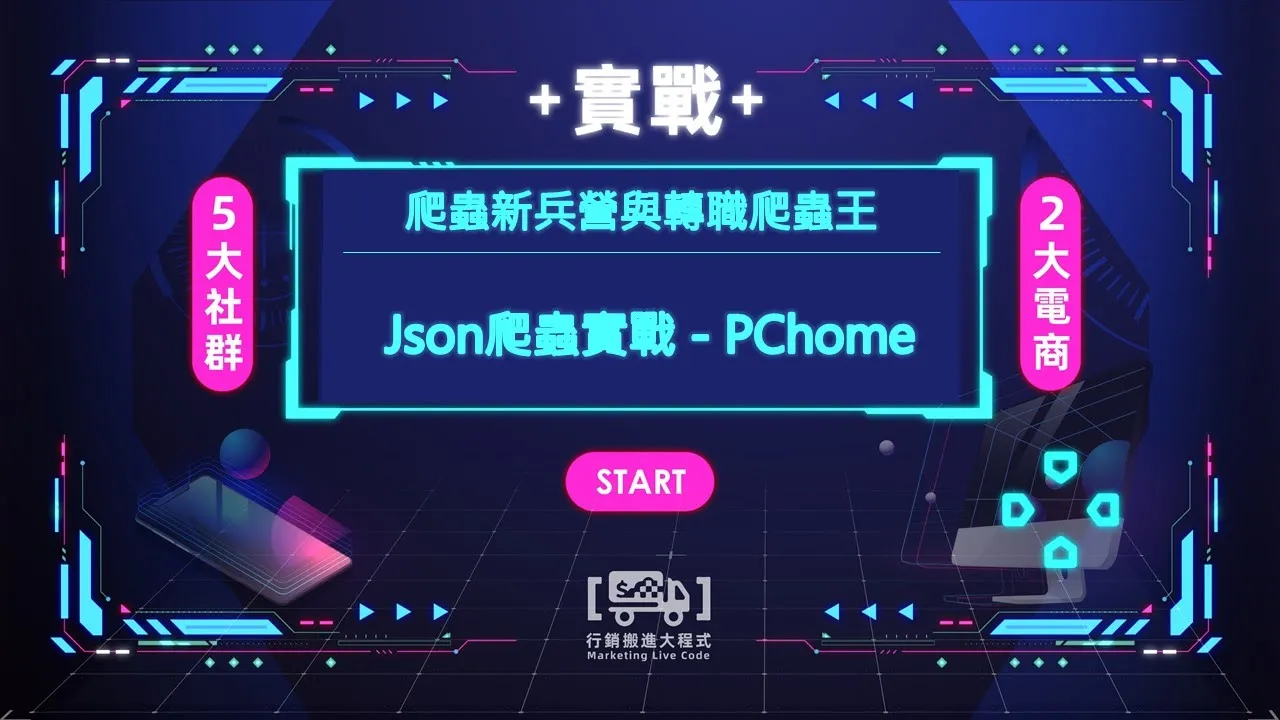 +實戰+
爬蟲新兵營與轉職爬蟲王
5大社群
2大電商
Json爬蟲實戰 - PChome
START
行銷搬進大程式
Marketing Live Code